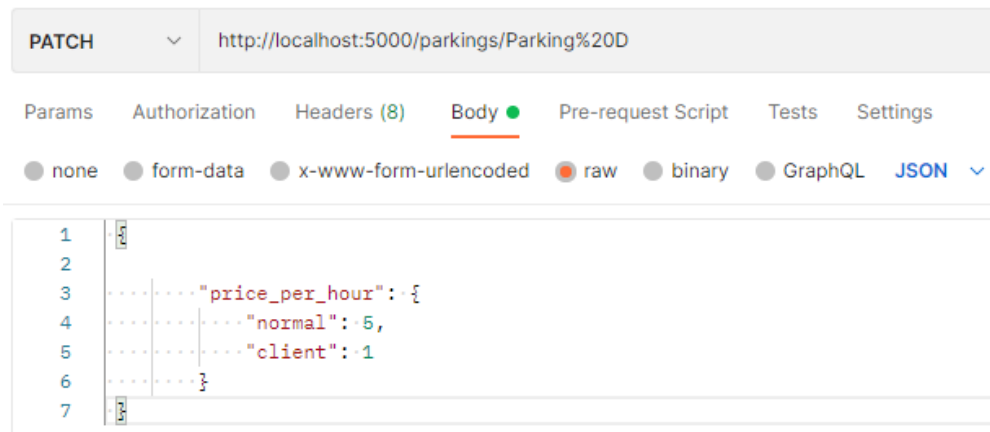 PATCH http://localhost:5000/parkings/Parking%20D
Params Authorization Headers (8) Body Pre-request Script Tests Settings
none form-data x-www-form-urlencoded raw binary GraphQL JSON
1 {
2
3 "price_per_hour": {
4 "normal": 5,
5 "client": 1
6 }
7 }